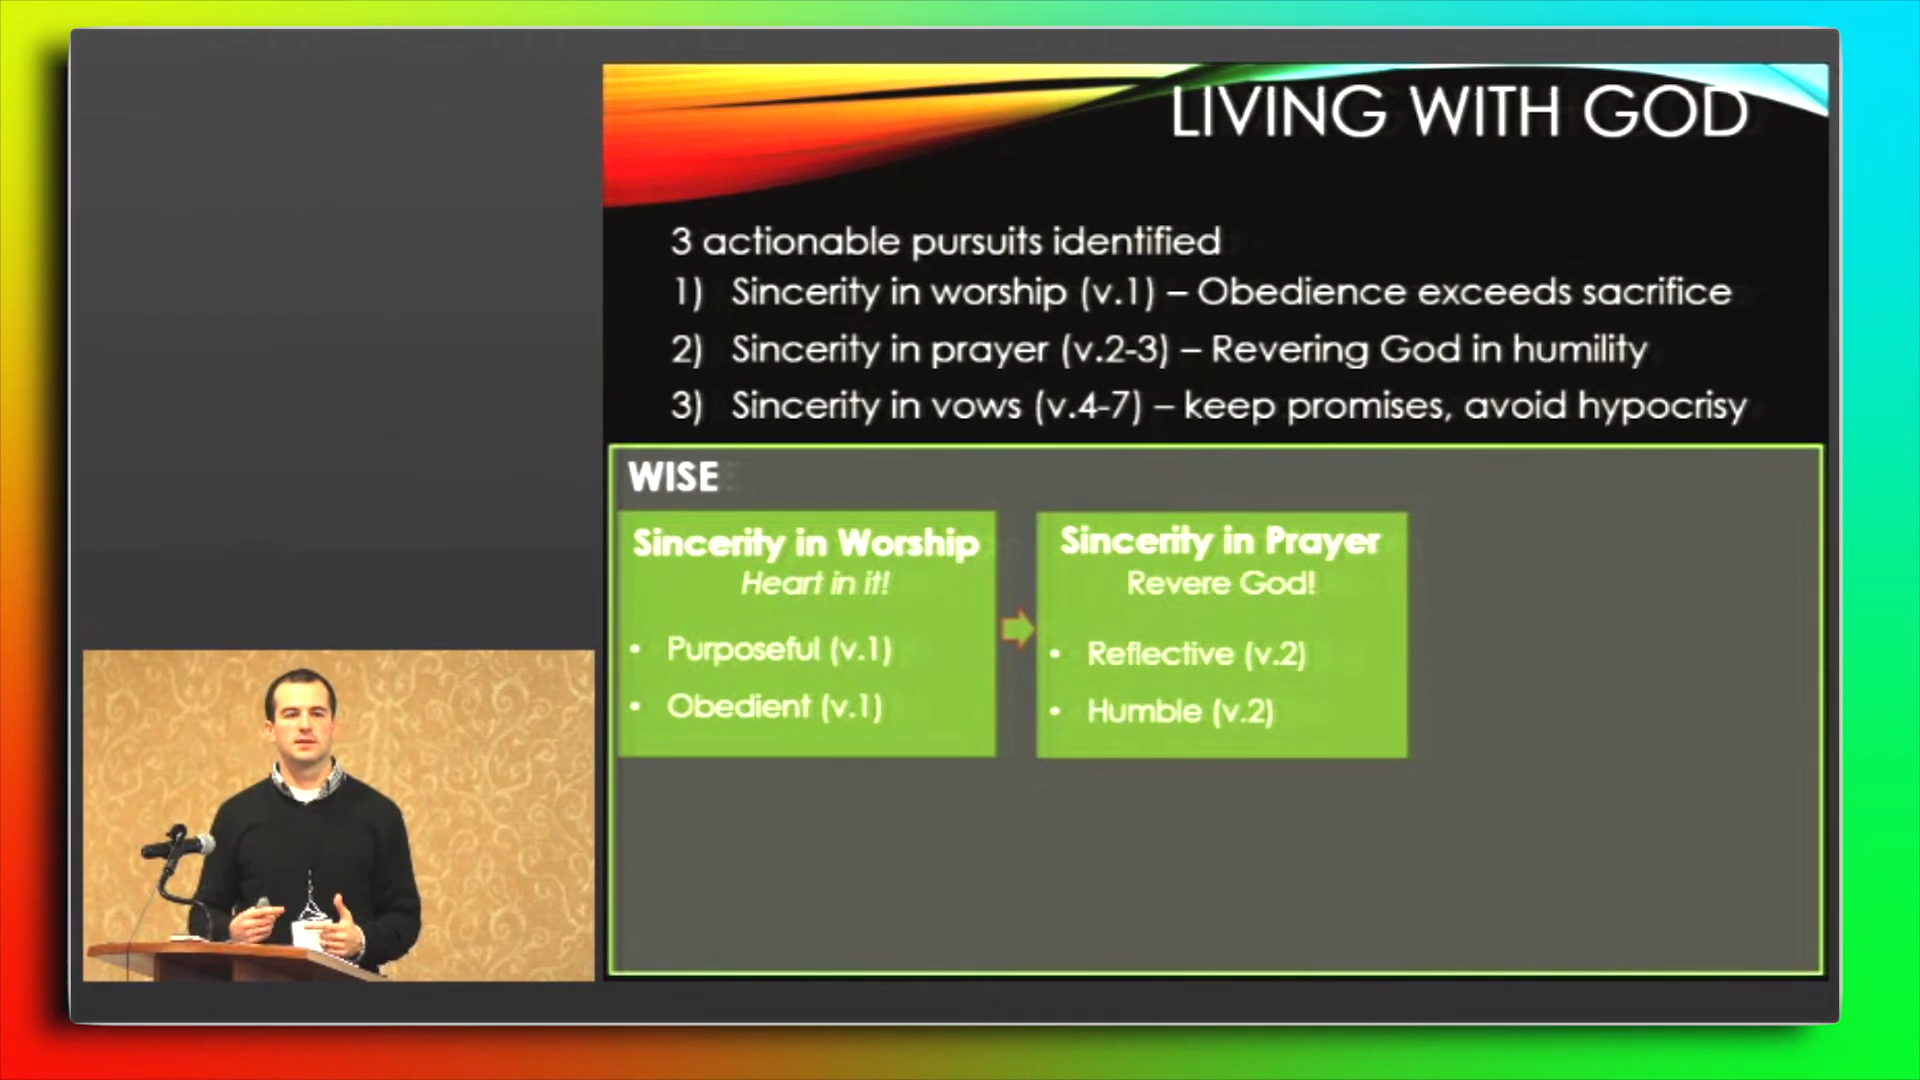 LIVING WITH GOD
3 actionable pursuits identified
1) Sincerity in worship (v.1) – Obedience exceeds sacrifice
2) Sincerity in prayer (v.2-3) – Revering God in humility
3) Sincerity in vows (v.4-7) – keep promises, avoid hypocrisy
WISE
Sincerity in Worship
Heart in it!
• Purposeful (v.1)
• Obedient (v.1)
Sincerity in Prayer
Revere God!
• Reflective (v.2)
• Humble (v.2)